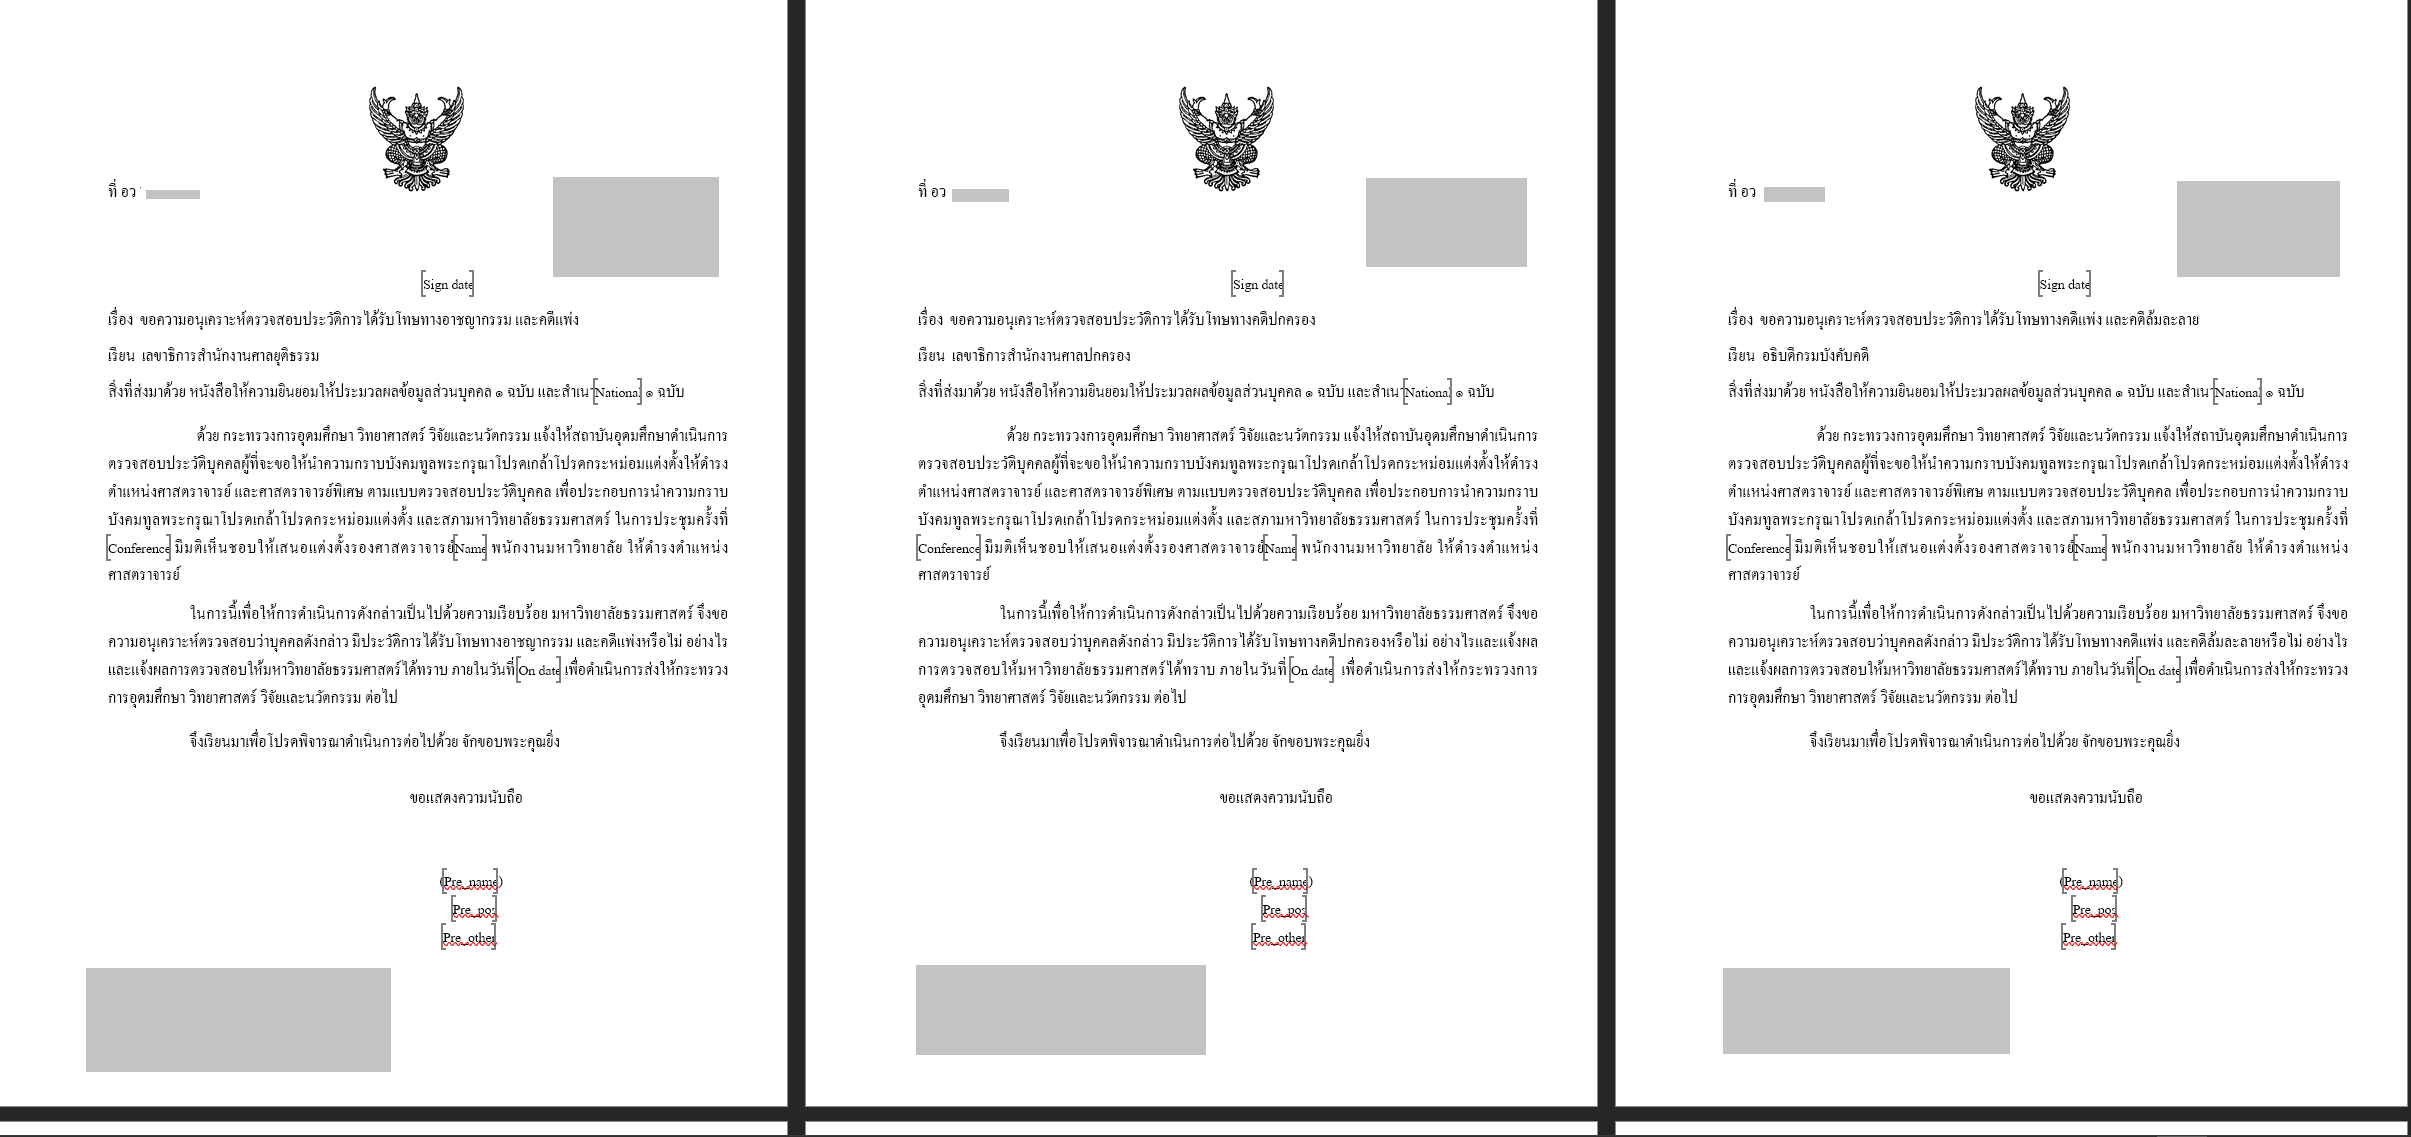 ที่ อว
Sign date
เรื่อง ขอความอนุเคราะห์ตรวจสอบประวัติการได้รับโทษทางอาชญากรรม และคดีแพ่ง
เรียน เลขาธิการสำนักงานศาลยุติธรรม
สิ่งที่ส่งมาด้วย หนังสือให้ความยินยอมให้ประมวลผลข้อมูลส่วนบุคคล ๑ ฉบับ และสำเนา National ๑ ฉบับ
ด้วย กระทรวงการอุดมศึกษา วิทยาศาสตร์ วิจัยและนวัตกรรม แจ้งให้สถาบันอุดมศึกษาดำเนินการ
ตรวจสอบประวัติบุคคลผู้ที่จะขอให้นำความกราบบังคมทูลพระกรุณาโปรดเกล้าโปรดกระหม่อมแต่งตั้งให้ดำรง
ตำแหน่งศาสตราจารย์ และศาสตราจารย์พิเศษ ตามแบบตรวจสอบประวัติบุคคล เพื่อประกอบการนำความกราบ
บังคมทูลพระกรุณาโปรดเกล้าโปรดกระหม่อมแต่งตั้ง และสภามหาวิทยาลัยธรรมศาสตร์ ในการประชุมครั้งที่
Conference มีมติเห็นชอบให้เสนอแต่งตั้งรองศาสตราจารย์ Name พนักงานมหาวิทยาลัย ให้ดำรงตำแหน่ง
ศาสตราจารย์
ในการนี้เพื่อให้การดำเนินการดังกล่าวเป็นไปด้วยความเรียบร้อย มหาวิทยาลัยธรรมศาสตร์ จึงขอ
ความอนุเคราะห์ตรวจสอบว่าบุคคลดังกล่าว มีประวัติการได้รับโทษทางอาชญากรรม และคดีแพ่งหรือไม่ อย่างไร
และแจ้งผลการตรวจสอบให้มหาวิทยาลัยธรรมศาสตร์ได้ทราบ ภายในวันที่ On date เพื่อดำเนินการส่งให้กระทรวง
การอุดมศึกษา วิทยาศาสตร์ วิจัยและนวัตกรรม ต่อไป
จึงเรียนมาเพื่อโปรดพิจารณาดำเนินการต่อไปด้วย จักขอบพระคุณยิ่ง
ขอแสดงความนับถือ
(Pre_name)
Pre_pos
Pre_other
ที่ อว
Sign date
เรื่อง ขอความอนุเคราะห์ตรวจสอบประวัติการได้รับโทษทางคดีปกครอง
เรียน เลขาธิการสำนักงานศาลปกครอง
สิ่งที่ส่งมาด้วย หนังสือให้ความยินยอมให้ประมวลผลข้อมูลส่วนบุคคล ๑ ฉบับ และสำเนา National ๑ ฉบับ
ด้วย กระทรวงการอุดมศึกษา วิทยาศาสตร์ วิจัยและนวัตกรรม แจ้งให้สถาบันอุดมศึกษาดำเนินการ
ตรวจสอบประวัติบุคคลผู้ที่จะขอให้นำความกราบบังคมทูลพระกรุณาโปรดเกล้าโปรดกระหม่อมแต่งตั้งให้ดำรง
ตำแหน่งศาสตราจารย์ และศาสตราจารย์พิเศษ ตามแบบตรวจสอบประวัติบุคคล เพื่อประกอบการนำความกราบ
บังคมทูลพระกรุณาโปรดเกล้าโปรดกระหม่อมแต่งตั้ง และสภามหาวิทยาลัยธรรมศาสตร์ ในการประชุมครั้งที่
Conference มีมติเห็นชอบให้เสนอแต่งตั้งรองศาสตราจารย์ Name พนักงานมหาวิทยาลัย ให้ดำรงตำแหน่ง
ศาสตราจารย์
ในการนี้เพื่อให้การดำเนินการดังกล่าวเป็นไปด้วยความเรียบร้อย มหาวิทยาลัยธรรมศาสตร์ จึงขอ
ความอนุเคราะห์ตรวจสอบว่าบุคคลดังกล่าว มีประวัติการได้รับโทษทางคดีปกครองหรือไม่ อย่างไรและแจ้งผล
การตรวจสอบให้มหาวิทยาลัยธรรมศาสตร์ได้ทราบ ภายในวันที่ On date เพื่อดำเนินการส่งให้กระทรวงการ
อุดมศึกษา วิทยาศาสตร์ วิจัยและนวัตกรรม ต่อไป
จึงเรียนมาเพื่อโปรดพิจารณาดำเนินการต่อไปด้วย จักขอบพระคุณยิ่ง
ขอแสดงความนับถือ
(Pre_name)
Pre_pos
Pre_other
ที่ อว
Sign date
เรื่อง ขอความอนุเคราะห์ตรวจสอบประวัติการได้รับโทษทางคดีแพ่ง และคดีล้มละลาย
เรียน อธิบดีกรมบังคับคดี
สิ่งที่ส่งมาด้วย หนังสือให้ความยินยอมให้ประมวลผลข้อมูลส่วนบุคคล ๑ ฉบับ และสำเนา National ๑ ฉบับ
ด้วย กระทรวงการอุดมศึกษา วิทยาศาสตร์ วิจัยและนวัตกรรม แจ้งให้สถาบันอุดมศึกษาดำเนินการ
ตรวจสอบประวัติบุคคลผู้ที่จะขอให้นำความกราบบังคมทูลพระกรุณาโปรดเกล้าโปรดกระหม่อมแต่งตั้งให้ดำรง
ตำแหน่งศาสตราจารย์ และศาสตราจารย์พิเศษ ตามแบบตรวจสอบประวัติบุคคล เพื่อประกอบการนำความกราบ
บังคมทูลพระกรุณาโปรดเกล้าโปรดกระหม่อมแต่งตั้ง และสภามหาวิทยาลัยธรรมศาสตร์ ในการประชุมครั้งที่
Conference มีมติเห็นชอบให้เสนอแต่งตั้งรองศาสตราจารย์ Name พนักงานมหาวิทยาลัย ให้ดำรงตำแหน่ง
ศาสตราจารย์
ในการนี้เพื่อให้การดำเนินการดังกล่าวเป็นไปด้วยความเรียบร้อย มหาวิทยาลัยธรรมศาสตร์ จึงขอ
ความอนุเคราะห์ตรวจสอบว่าบุคคลดังกล่าว มีประวัติการได้รับโทษทางคดีแพ่ง และคดีล้มละลายหรือไม่ อย่างไร
และแจ้งผลการตรวจสอบให้มหาวิทยาลัยธรรมศาสตร์ได้ทราบ ภายในวันที่ On date เพื่อดำเนินการส่งให้กระทรวง
การอุดมศึกษา วิทยาศาสตร์ วิจัยและนวัตกรรม ต่อไป
จึงเรียนมาเพื่อโปรดพิจารณาดำเนินการต่อไปด้วย จักขอบพระคุณยิ่ง
ขอแสดงความนับถือ
(Pre_name)
Pre_pos
Pre_other